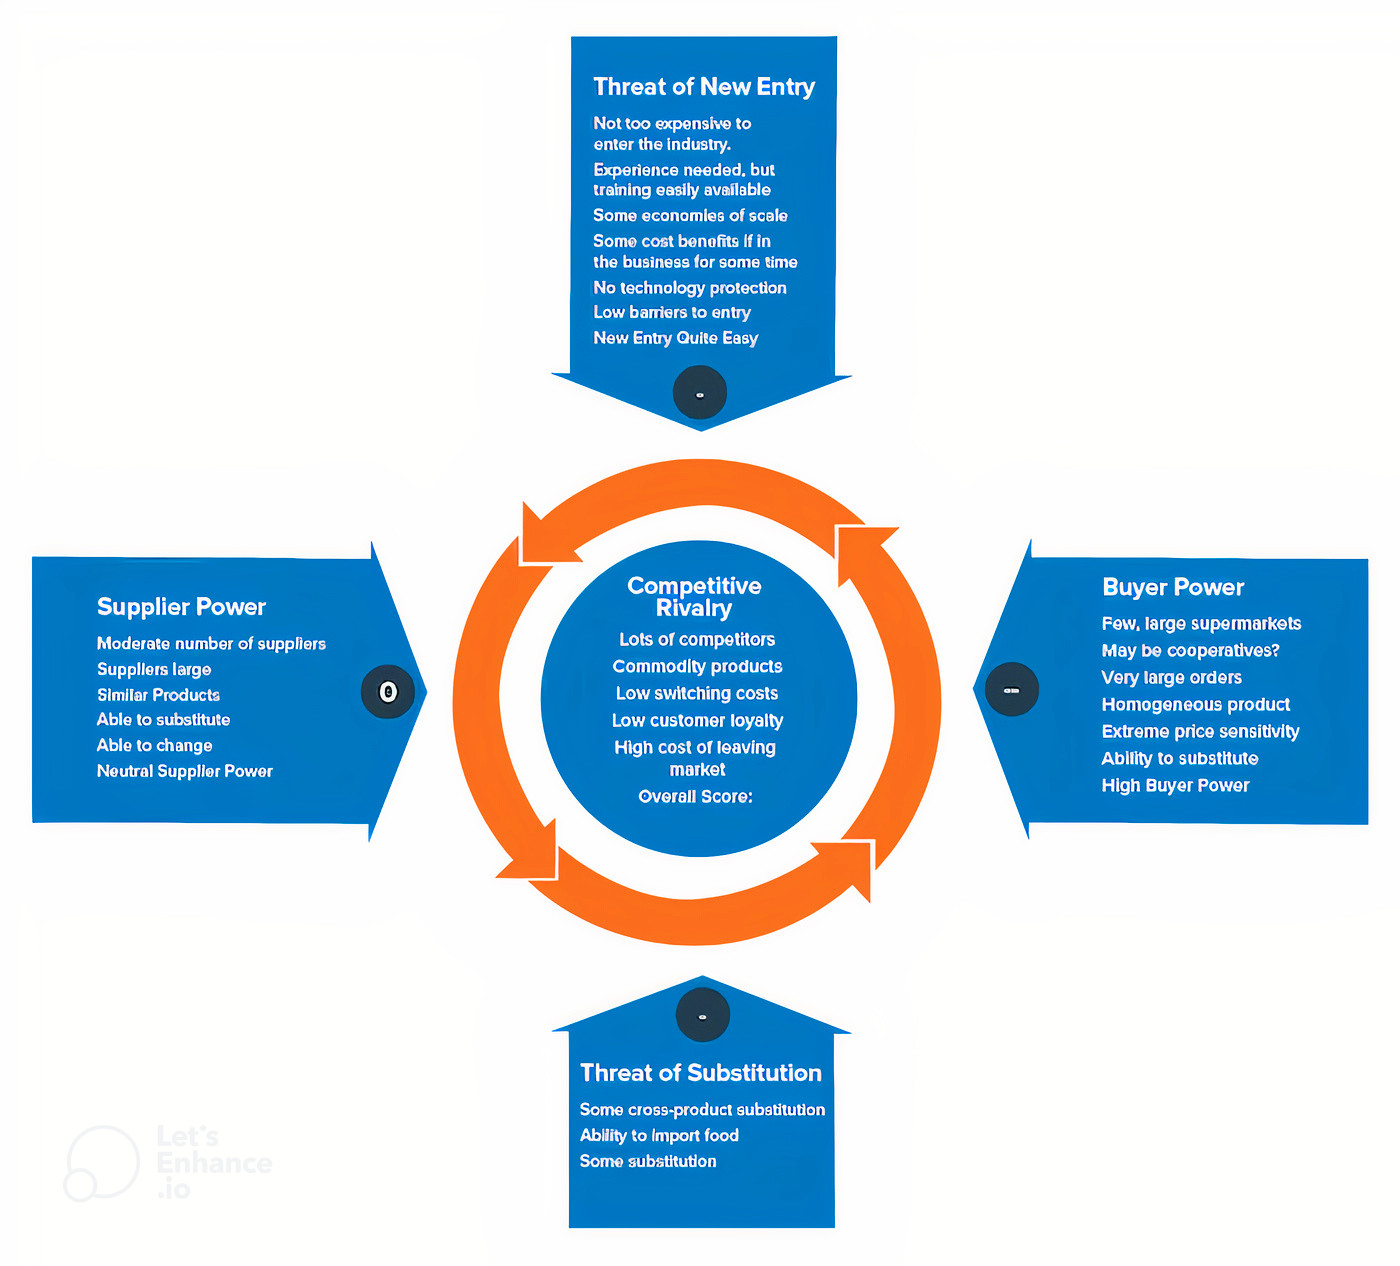 Threat of New Entry
Not too expensive to
enter the industry.
Experience needed, but
training easily available
Some economies of scale
Some cost benefits if in
the business for some time
No technology protection
Low barriers to entry
New Entry Quite Easy
Supplier Power
Moderate number of suppliers
Suppliers large
Similar Products
Able to substitute
Able to change
Neutral Supplier Power
Competitive
Rivalry
Lots of competitors
Commodity products
Low switching costs
Low customer loyalty
High cost of leaving
market
Overall Score:
Buyer Power
Few, large supermarkets
May be cooperatives?
Very large orders
Homogeneous product
Extreme price sensitivity
Ability to substitute
High Buyer Power
Threat of Substitution
Some cross-product substitution
Ability to import food
Some substitution
Let's
Enhance
.io